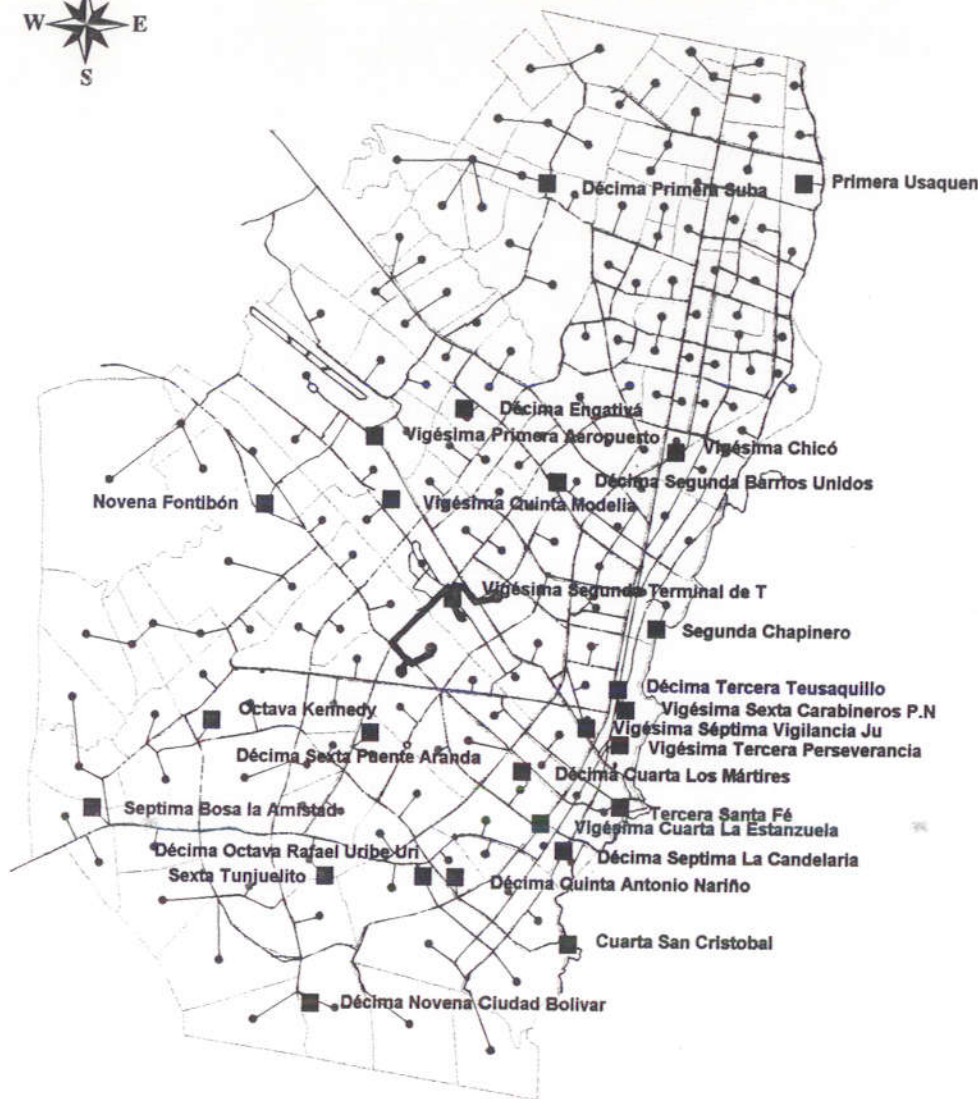 W E
S
Décima Primera Suba
Primera Usaquen
Décima Engativá
Vigésima Primera Aeropuerto
Vigésima Chicó
Décima Segunda Barrios Unidos
Novena Fontibón
Vigésima Quinta Modelia
Vigésima Segunda Terminal de T
Segunda Chapinero
Décima Tercera Teusaquillo
Octava Kennedy
Vigésima Sexta Carabineros P.N
Vigésima Séptima Vigilancia Ju
Décima Sexta Puente Aranda
Vigésima Tercera Perseverancia
Décima Cuarta Los Mártires
Septima Bosa la Amistad
Tercera Santa Fé
Vigésima Cuarta La Estanzuela
Décima Octava Rafael Uribe Uri
Décima Septima La Candelaria
Sexta Tunjuelito
Décima Quinta Antonio Nariño
Cuarta San Cristobal
Décima Novena Ciudad Bolivar